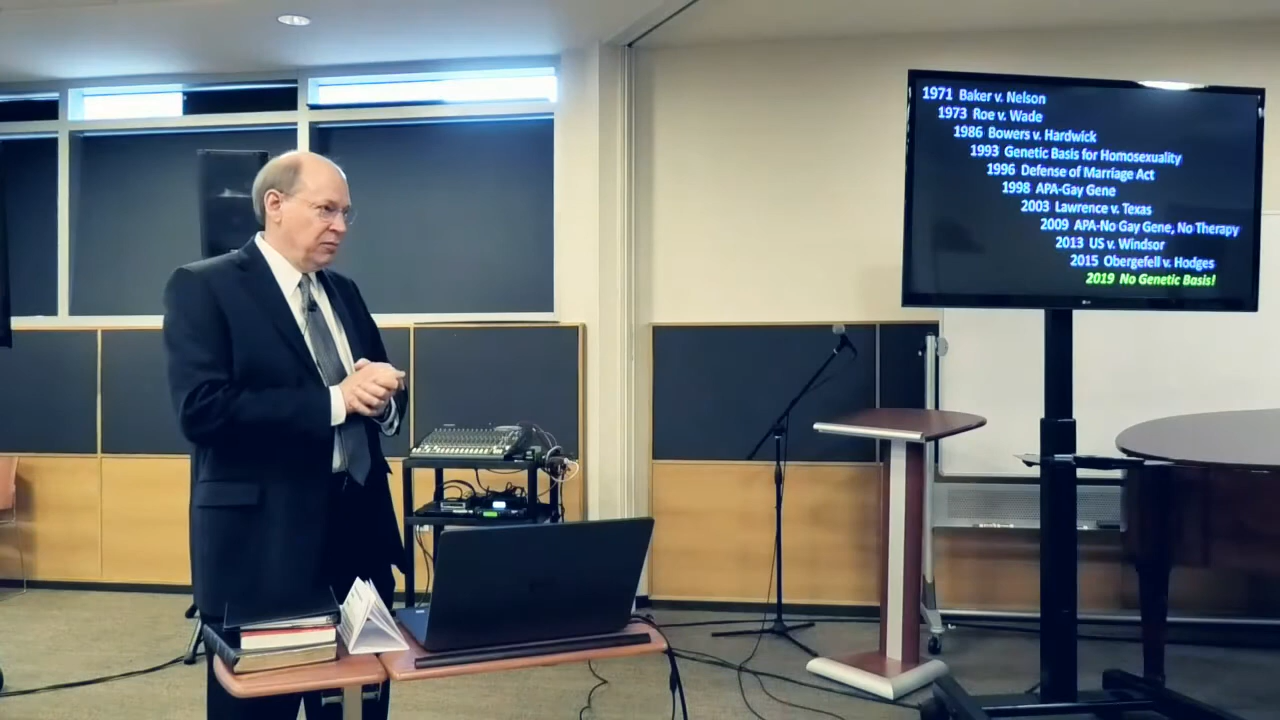 1971 Baker v. Nelson
1973 Roe v. Wade
1986 Bowers v. Hardwick
1993 Genetic Basis for Homosexuality
1996 Defense of Marriage Act
1998 APA-Gay Gene
2003 Lawrence v. Texas
2009 APA-No Gay Gene, No Therapy
2013 US v. Windsor
2015 Obergefell v. Hodges
2019 No Genetic Basis!
LG